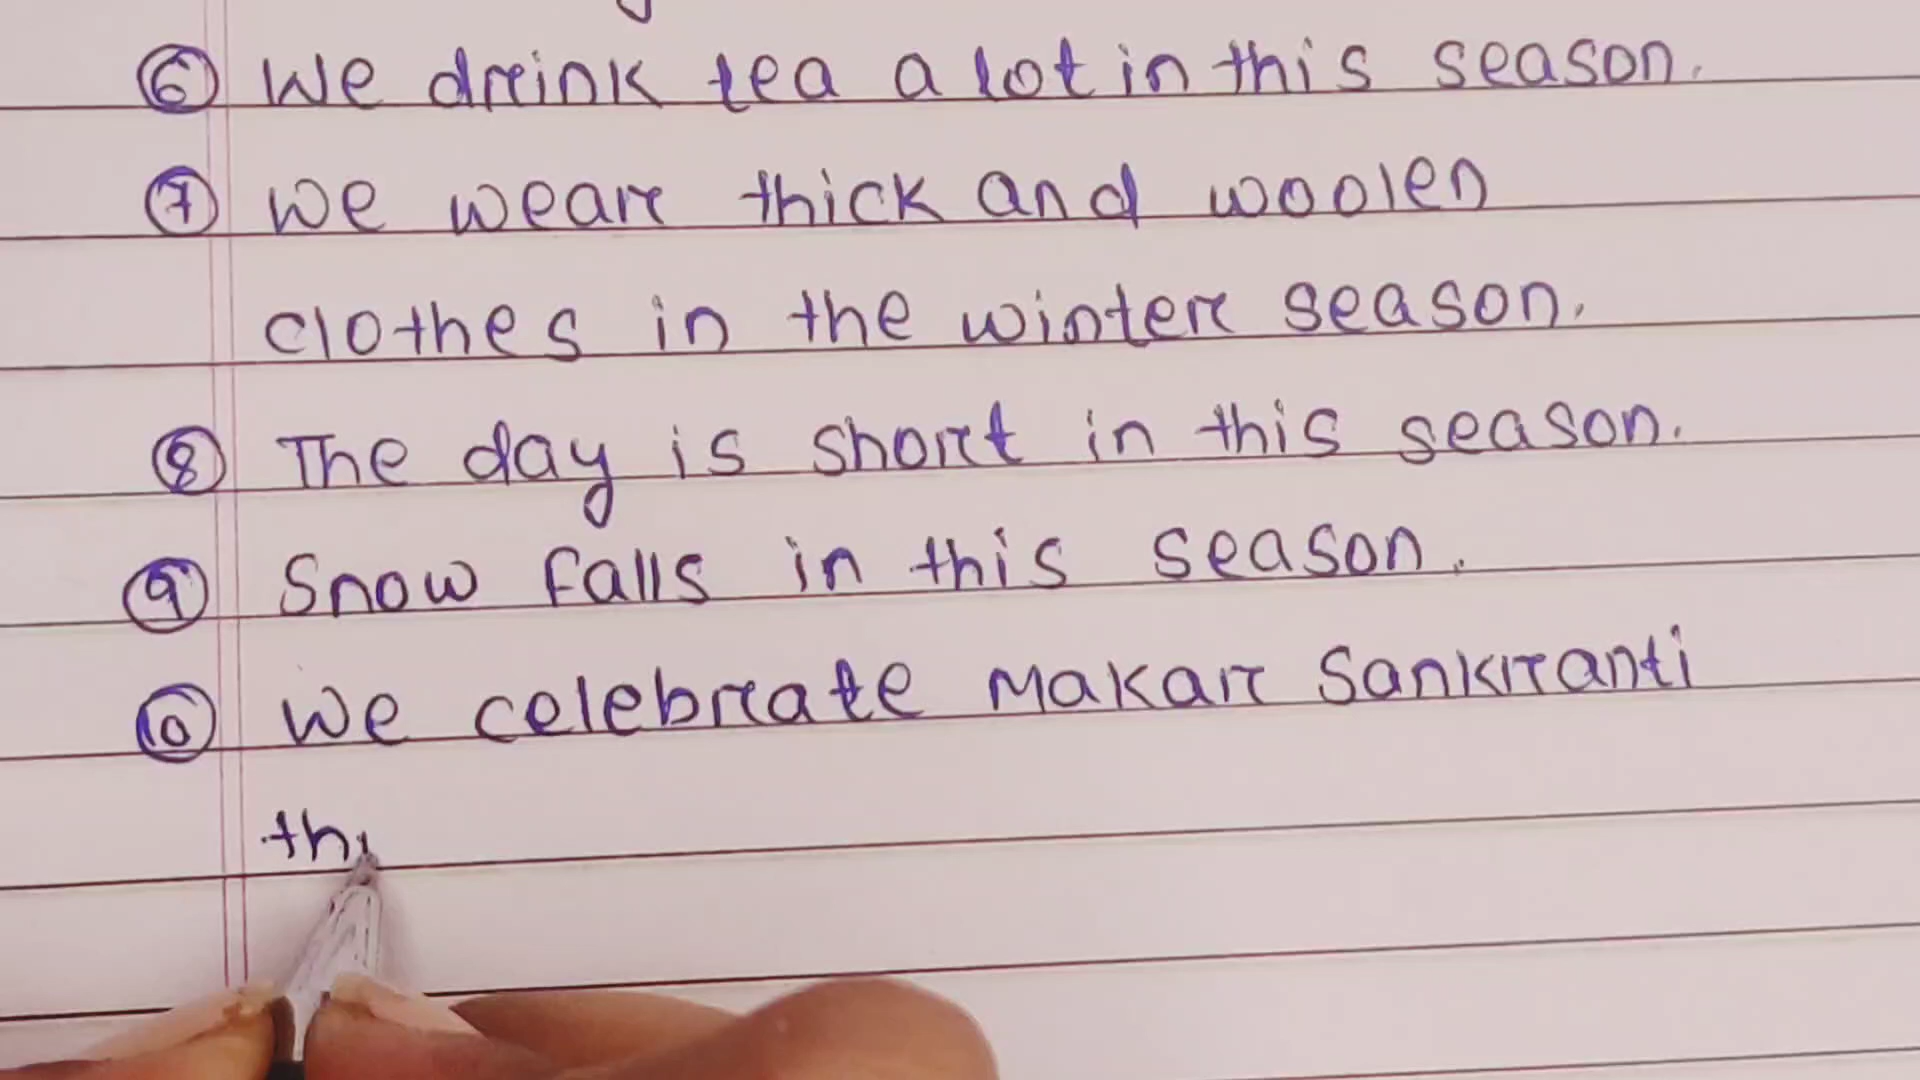 6 We drink tea a lot in this season.
7 We wear thick and woolen
clothes in the winter season.
8 The day is short in this season.
9 Snow falls in this season.
10 We celebrate Makar Sankranti
thi